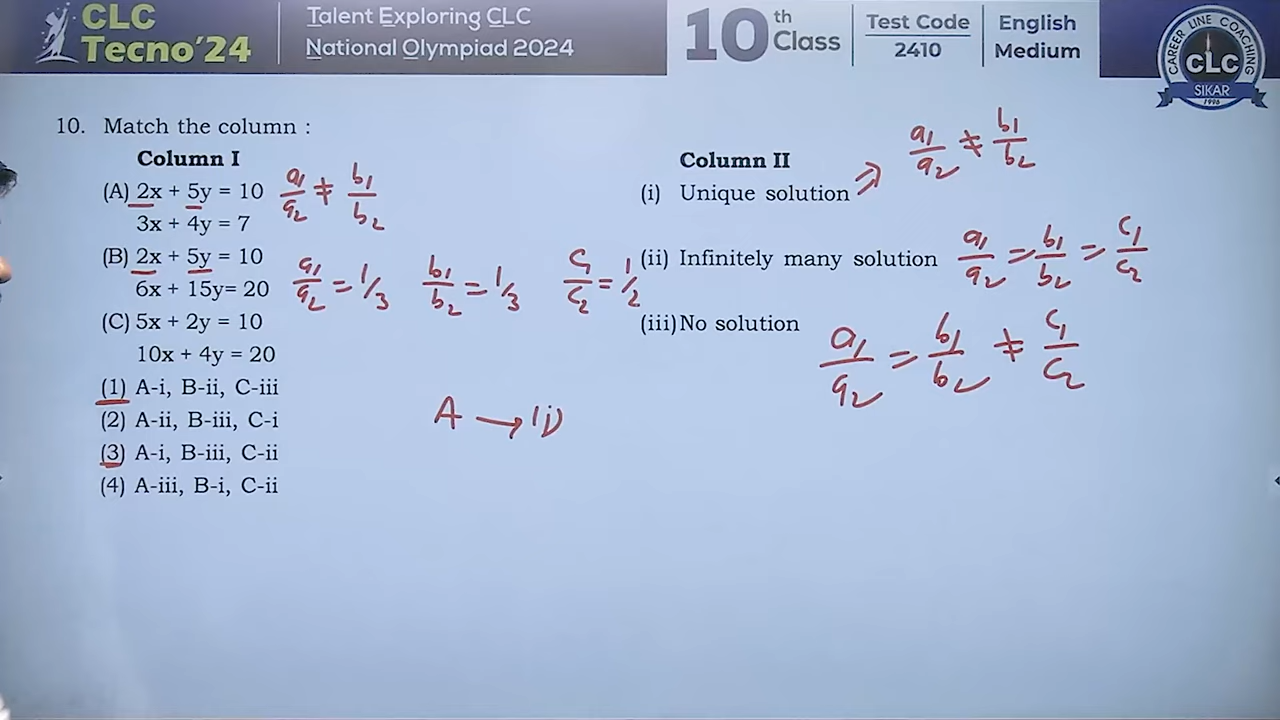 CLC
Tecno'24
Talent Exploring CLC
National Olympiad 2024
10th Class
Test Code
2410
English
Medium
CAREER LINE COACHING
CLC
SIKAR
1996
10. Match the column :
Column I
(A) 2x + 5y = 10 a1/a2 ≠ b1/b2
3x + 4y = 7
(B) 2x + 5y = 10
6x + 15y= 20 a1/a2 = 1/3 b1/b2 = 1/3 c1/c2 = 1/2
(C) 5x + 2y = 10
10x + 4y = 20
(1) A-i, B-ii, C-iii
(2) A-ii, B-iii, C-i
(3) A-i, B-iii, C-ii
(4) A-iii, B-i, C-ii
A → (i)
Column II
(i) Unique solution ⇒ a1/a2 ≠ b1/b2
(ii) Infinitely many solution a1/a2 = b1/b2 = c1/c2
(iii) No solution a1/a2 = b1/b2 ≠ c1/c2